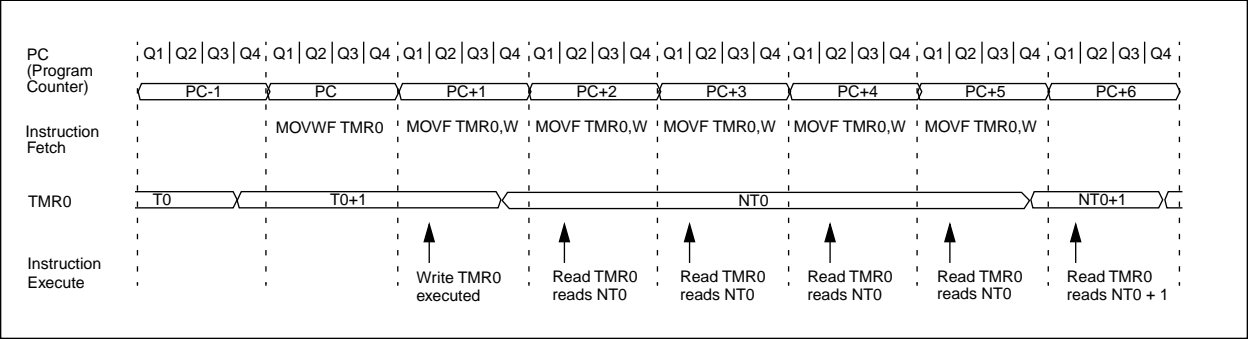 PC
(Program
Counter)
Q1 Q2 Q3 Q4 Q1 Q2 Q3 Q4 Q1 Q2 Q3 Q4 Q1 Q2 Q3 Q4 Q1 Q2 Q3 Q4 Q1 Q2 Q3 Q4 Q1 Q2 Q3 Q4 Q1 Q2 Q3 Q4
PC-1 PC PC+1 PC+2 PC+3 PC+4 PC+5 PC+6
Instruction
Fetch
MOVWF TMR0 MOVF TMR0,W MOVF TMR0,W MOVF TMR0,W MOVF TMR0,W MOVF TMR0,W
TMR0
T0 T0+1 NT0 NT0+1
Instruction
Execute
Write TMR0
executed
Read TMR0
reads NT0
Read TMR0
reads NT0
Read TMR0
reads NT0
Read TMR0
reads NT0
Read TMR0
reads NT0 + 1